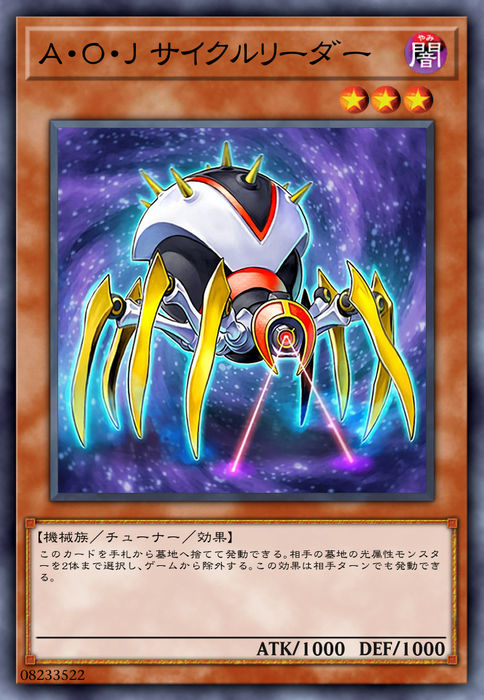 A・O・J サイクルリーダー
やみ
闇
【機械族／チューナー／効果】
このカードを手札から墓地へ捨てて発動できる。相手の墓地の光属性モンスタ
ーを2体まで選択し、ゲームから除外する。この効果は相手ターンでも発動でき
る。
ATK/1000 DEF/1000
08233522